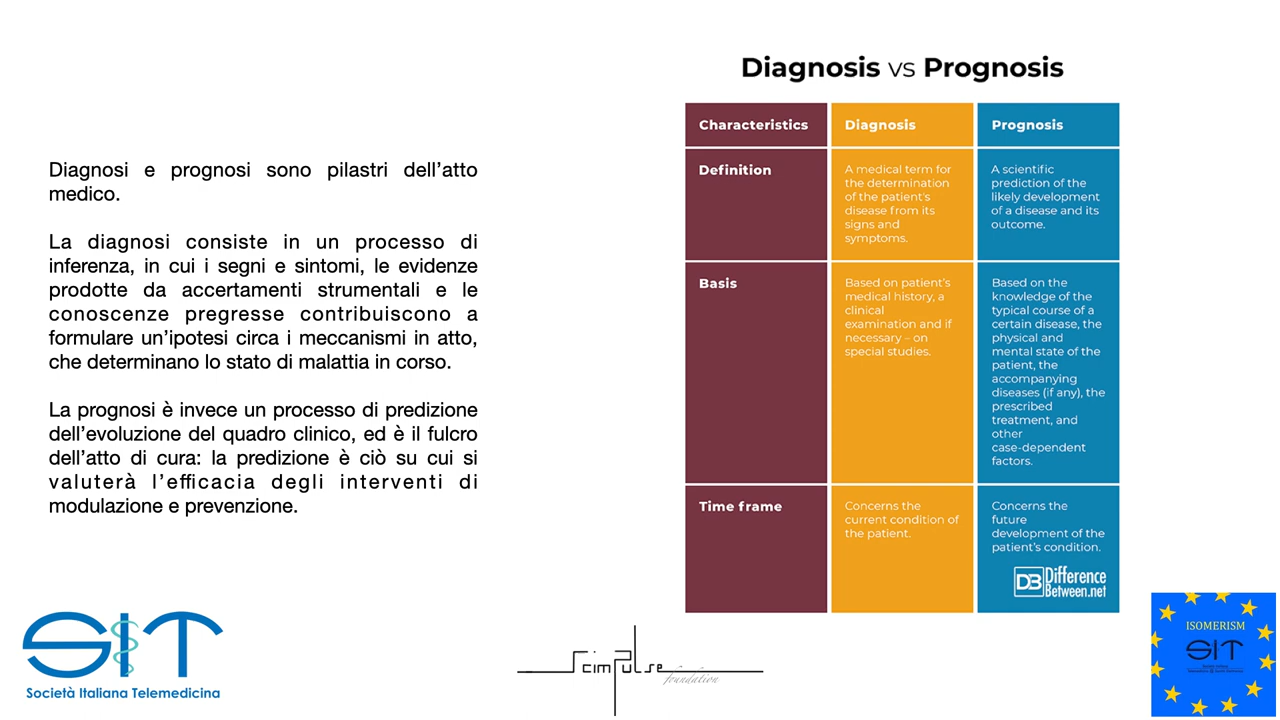 Diagnosis vs Prognosis
Diagnosi e prognosi sono pilastri dell’atto
medico.
La diagnosi consiste in un processo di
inferenza, in cui i segni e sintomi, le evidenze
prodotte da accertamenti strumentali e le
conoscenze pregresse contribuiscono a
formulare un’ipotesi circa i meccanismi in atto,
che determinano lo stato di malattia in corso.
La prognosi è invece un processo di predizione
dell’evoluzione del quadro clinico, ed è il fulcro
dell’atto di cura: la predizione è ciò su cui si
valuterà l’efficacia degli interventi di
modulazione e prevenzione.
Characteristics
Diagnosis
Prognosis
Definition
A medical term for
the determination
of the patient’s
disease from its
signs and
symptoms.
A scientific
prediction of the
likely development
of a disease and its
outcome.
Basis
Based on patient’s
medical history, a
clinical
examination and if
necessary – on
special studies.
Based on the
knowledge of the
typical course of a
certain disease, the
physical and
mental state of the
patient, the
accompanying
diseases (if any), the
prescribed
treatment, and
other
case-dependent
factors.
Time frame
Concerns the
current condition of
the patient.
Concerns the
future
development of the
patient’s condition.
DB Difference
Between.net
SIT
Società Italiana Telemedicina
SciMPulse
foundation
ISOMERISM
SIT